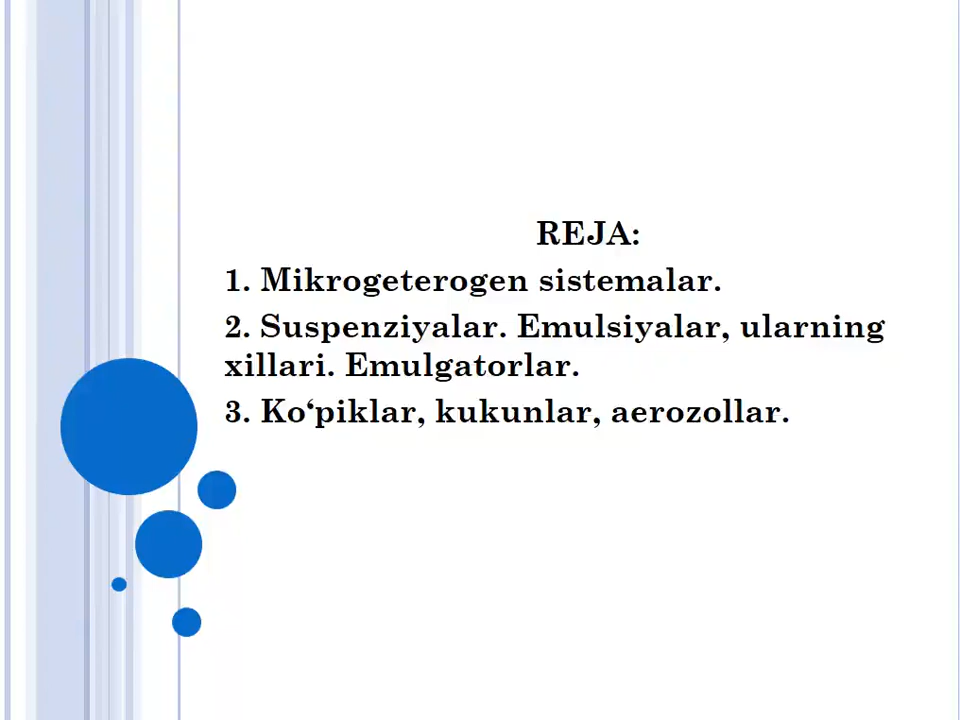 REJA:
1. Mikrogeterogen sistemalar.
2. Suspenziyalar. Emulsiyalar, ularning
xillari. Emulgatorlar.
3. Ko‘piklar, kukunlar, aerozollar.